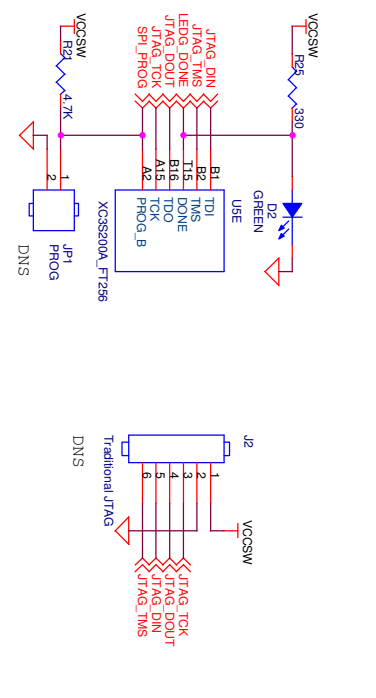 VCCSW
R25
330
D2
GREEN
JTAG_DIN
JTAG_TMS
LEDG_DONE
JTAG_DOUT
JTAG_TCK
SPI_PROG
B1
B2
T15
B16
A15
A2
U5E
TDI
TMS
DONE
TDO
TCK
PROG_B
XC3S200A_FT256
VCCSW
R21
4.7K
1
2
JP1
PROG
DNS
J2
1
2
3
4
5
6
Traditional JTAG
DNS
VCCSW
JTAG_TCK
JTAG_DOUT
JTAG_DIN
JTAG_TMS